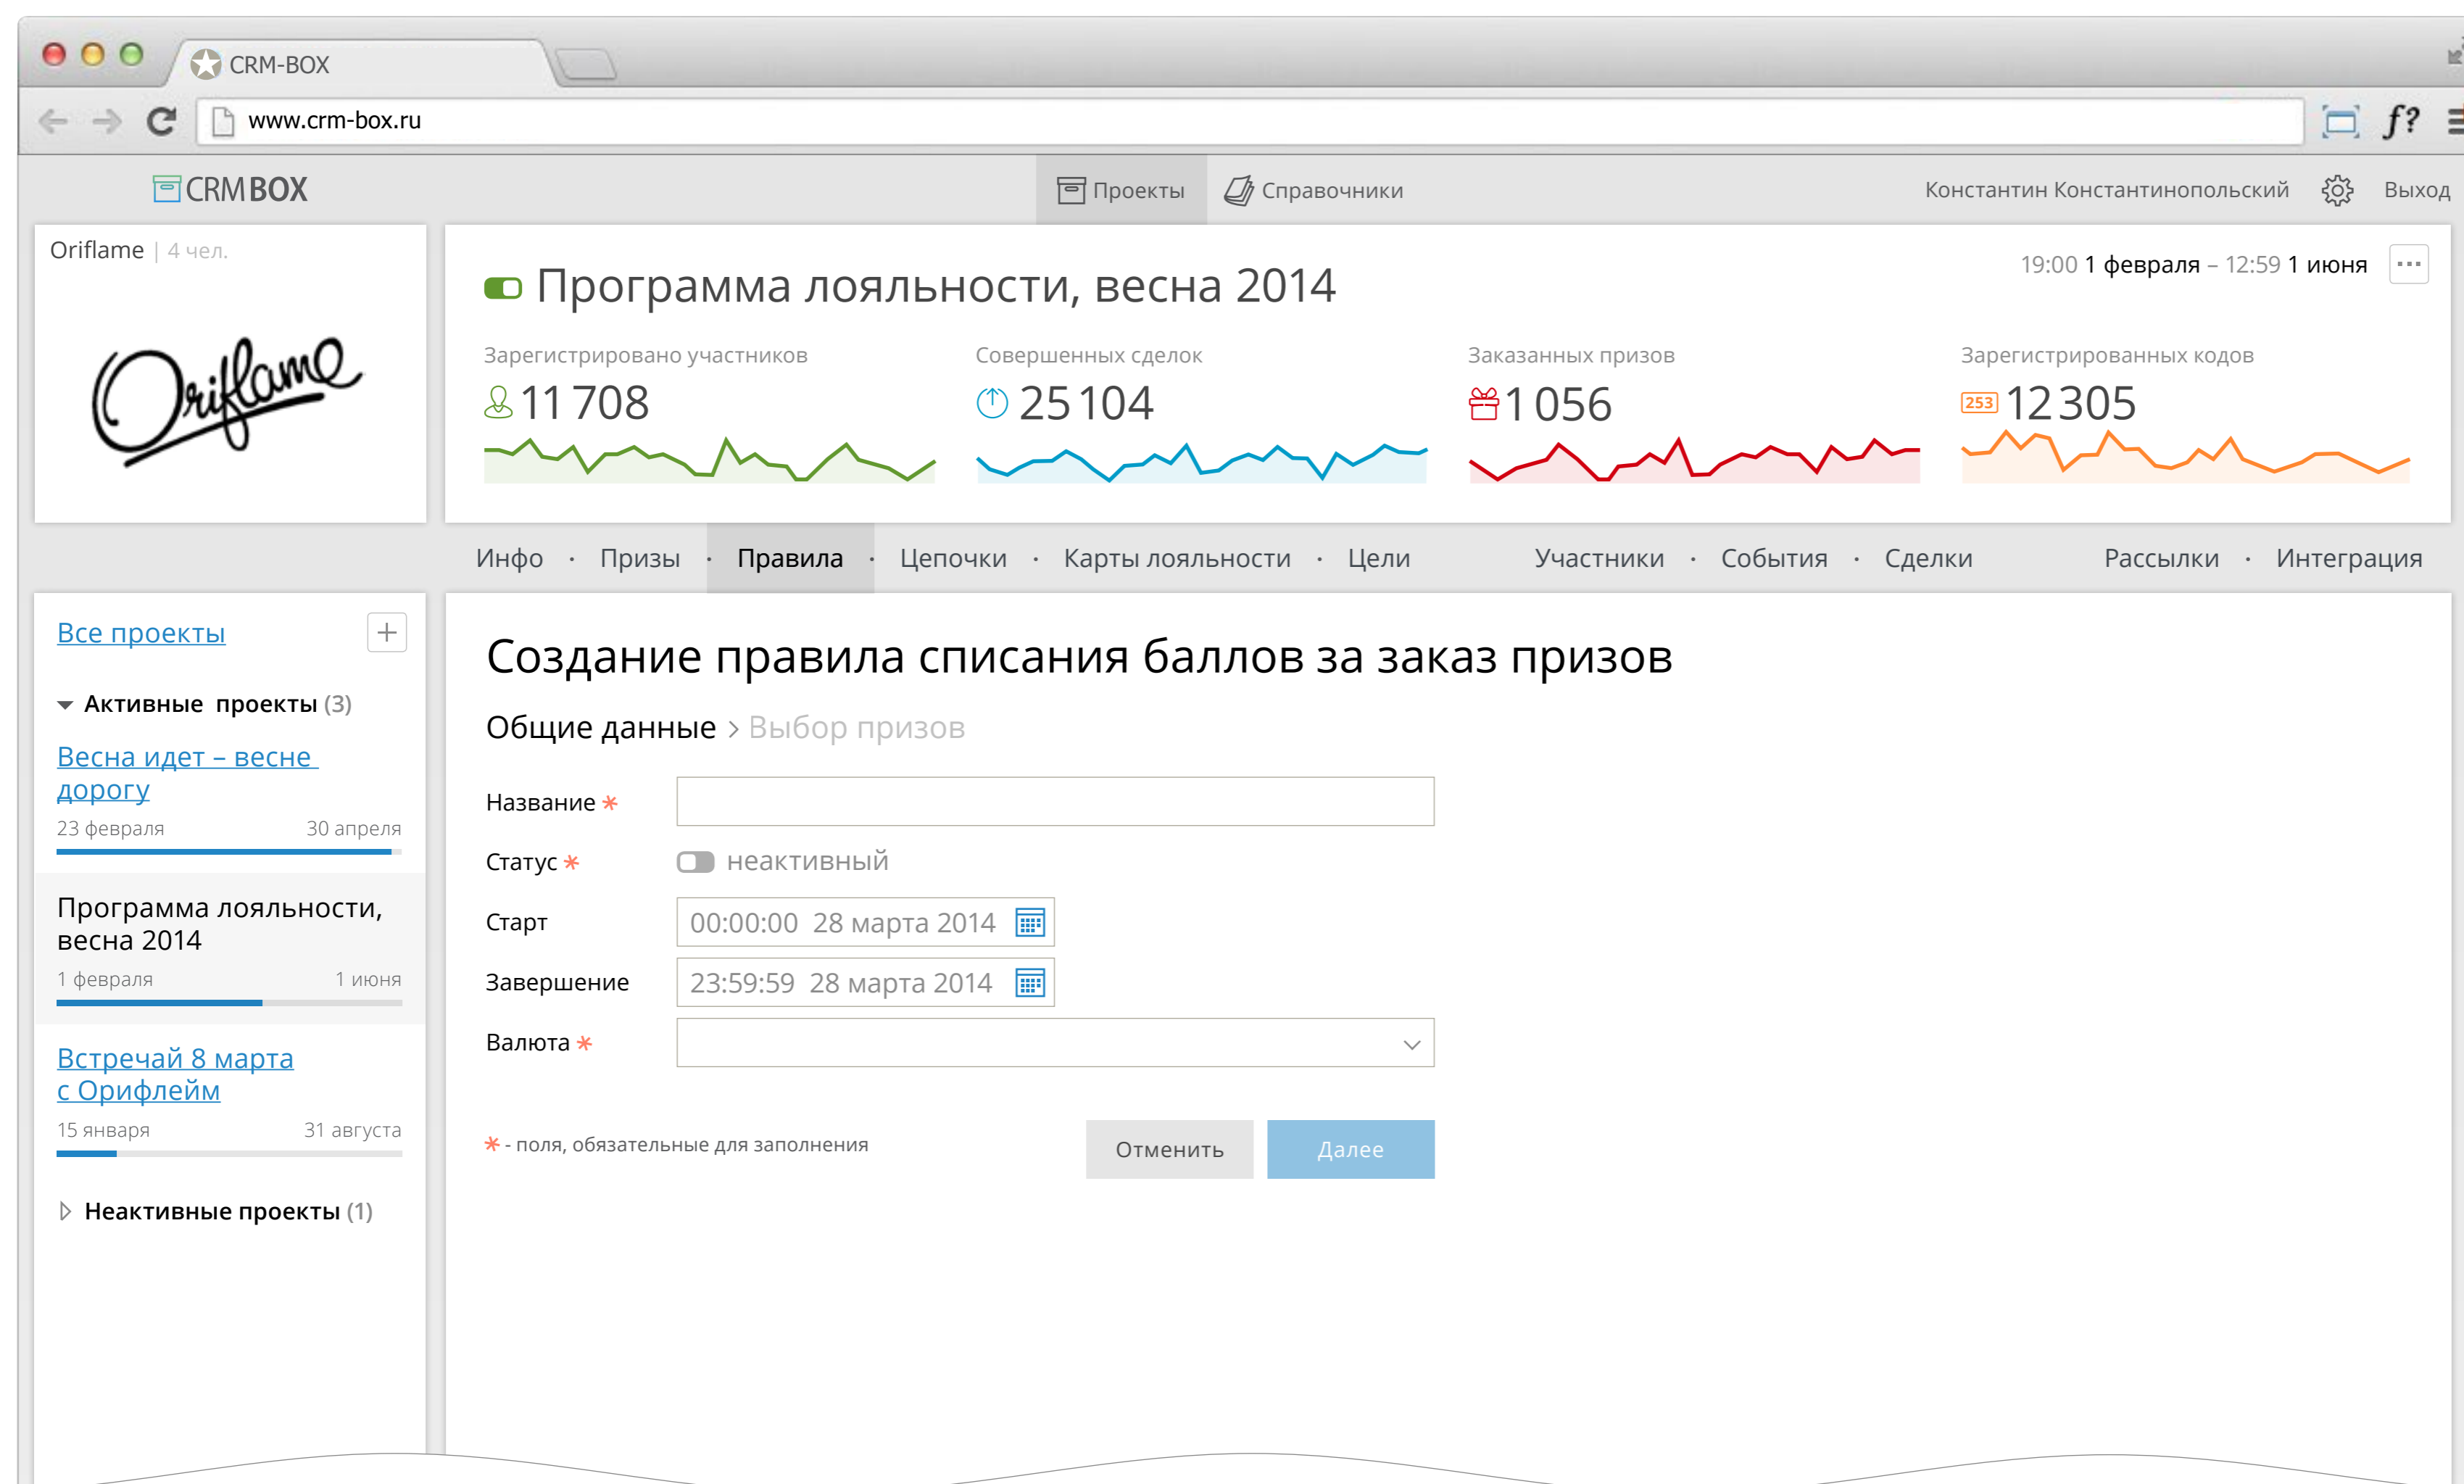 CRM-BOX
www.crm-box.ru
f?
CRMBOX
Проекты
Справочники
Константин Константинопольский
Выход
Oriflame | 4 чел.
Oriflame
Программа лояльности, весна 2014
19:00 1 февраля – 12:59 1 июня
Зарегистрировано участников
11 708
Совершенных сделок
25 104
Заказанных призов
1 056
Зарегистрированных кодов
253 12 305
Инфо · Призы · Правила · Цепочки · Карты лояльности · Цели
Участники · События · Сделки
Рассылки · Интеграция
Все проекты
Активные проекты (3)
Весна идет – весне
дорогу
23 февраля 30 апреля
Программа лояльности,
весна 2014
1 февраля 1 июня
Встречай 8 марта
с Орифлейм
15 января 31 августа
Неактивные проекты (1)
Создание правила списания баллов за заказ призов
Общие данные > Выбор призов
Название *
Статус * неактивный
Старт 00:00:00 28 марта 2014
Завершение 23:59:59 28 марта 2014
Валюта *
* - поля, обязательные для заполнения
Отменить
Далее